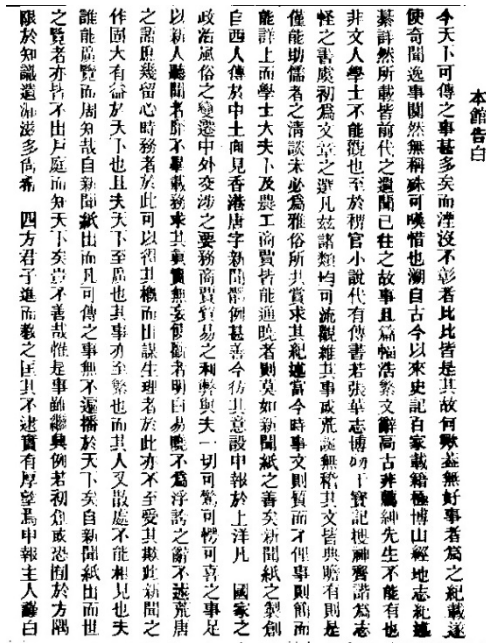 本館告白
今天下可傳之事甚多矣而湮沒不彰者比比皆是其故何歟蓋無好事者為之紀載遂
使奇聞逸事闃然無稱殊可嘆惜也溯自古今以來史記百家載籍極博山經地志紀述
綦詳然所載皆前代之遺聞已往之故事且篇幅浩繁文辭高古非薦紳先生不能有也
非文人學士不能觀也至於稗官小說代有傳書若張華志博物干寶記搜神齊諧為志
怪之書虞初為文章之選凡茲諸類均可流觀維其事或荒誕無稽其文皆典贍有則是
僅能助儒者之清談未必為雅俗所共賞求其紀述當今時事文則質而不俚事則簡而
能詳上而學士大夫下及農工商賈皆能通曉者則莫如新聞紙之善矣新聞紙之製創
自西人傳於中土向見香港唐字新聞體例甚善今仿其意設申報於上洋凡　國家之
政治風俗之變遷中外交涉之要務商賈貿易之利弊與夫一切可驚可愕可喜之事足
以新人聽聞者靡不畢載務求其真實無妄使觀者明白易曉不為浮誇之辭不述荒唐
之語庶幾留心時務者於此可以得其概而出謀生理者於此亦不至受其欺此新聞之
作固大有益於天下也且夫天下至廣也其事亦至繁也而其人又散處不能相見也夫
誰能廣覽而周知哉自新聞紙出而凡可傳之事無不遍播於天下矣自新聞紙出而世
之覽者亦皆不出戶庭而知天下矣豈不善哉惟是事雖繼興例若初創或恐囿於方隅
限於知識遺漏滋多尚希　四方君子進而教之匡其不逮實有厚望焉申報主人謹白